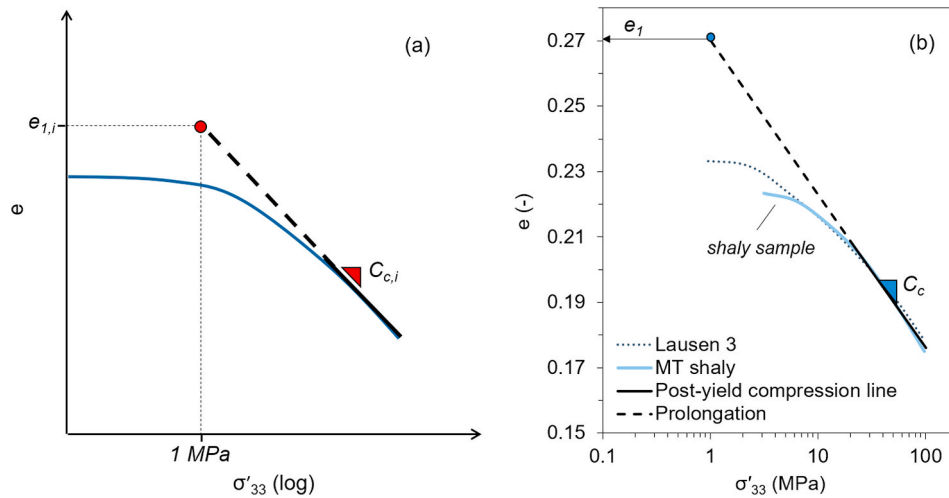 (a)
e1,i
e
Cc,i
1 MPa
σ′33 (log)
(b)
e1
0.27
0.25
0.23
0.21
0.19
0.17
0.15
e (-)
shaly sample
Cc
Lausen 3
MT shaly
Post-yield compression line
Prolongation
0.1 1 10 100
σ′33 (MPa)